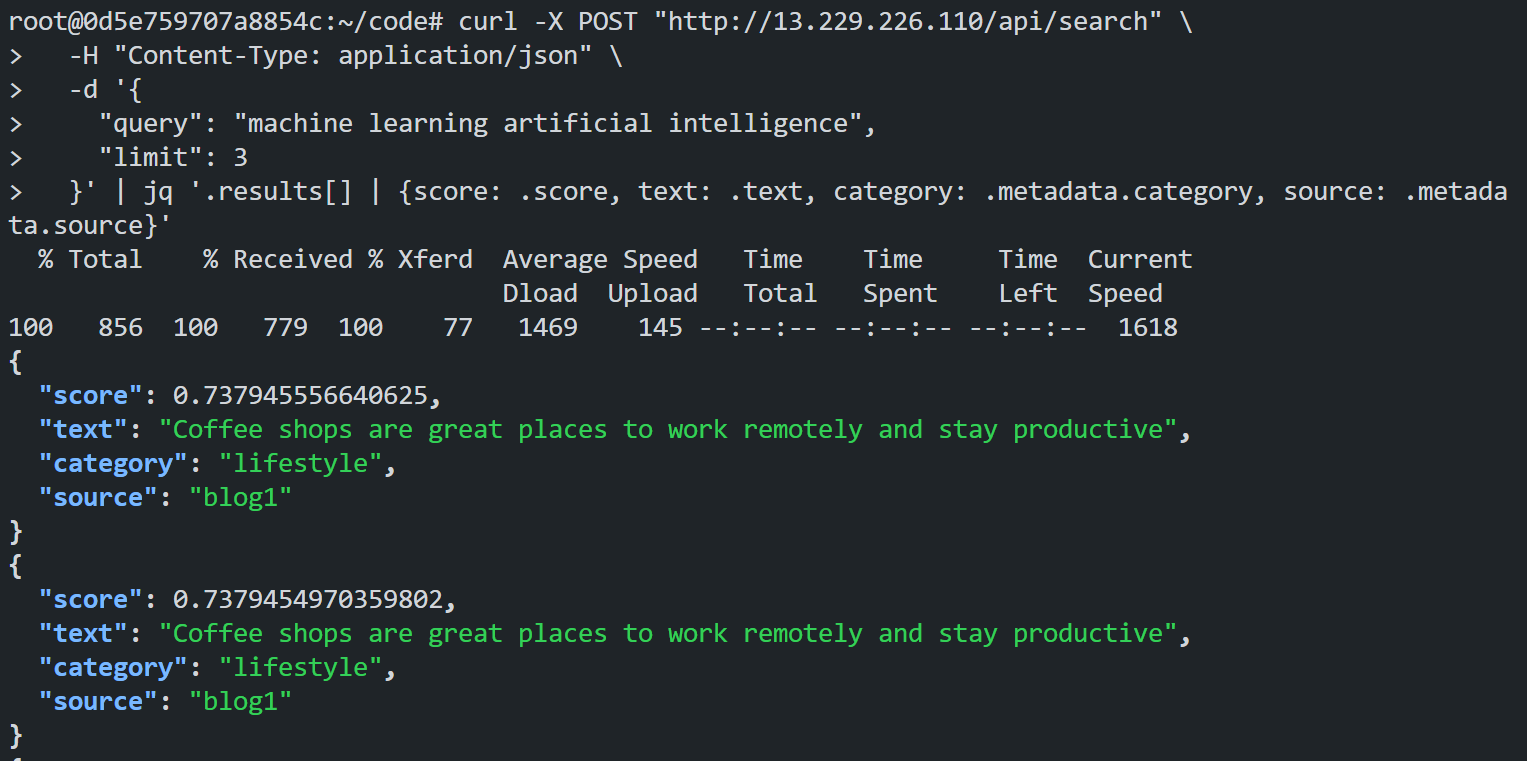 root@0d5e759707a8854c:~/code# curl -X POST "http://13.229.226.110/api/search" \
>   -H "Content-Type: application/json" \
>   -d '{
>     "query": "machine learning artificial intelligence",
>     "limit": 3
>   }' | jq '.results[] | {score: .score, text: .text, category: .metadata.category, source: .metada
ta.source}'
  % Total    % Received % Xferd  Average Speed   Time    Time     Time  Current
                                 Dload  Upload   Total   Spent    Left  Speed
100   856  100   779  100    77   1469    145 --:--:-- --:--:-- --:--:--  1618
{
  "score": 0.737945556640625,
  "text": "Coffee shops are great places to work remotely and stay productive",
  "category": "lifestyle",
  "source": "blog1"
}
{
  "score": 0.7379454970359802,
  "text": "Coffee shops are great places to work remotely and stay productive",
  "category": "lifestyle",
  "source": "blog1"
}